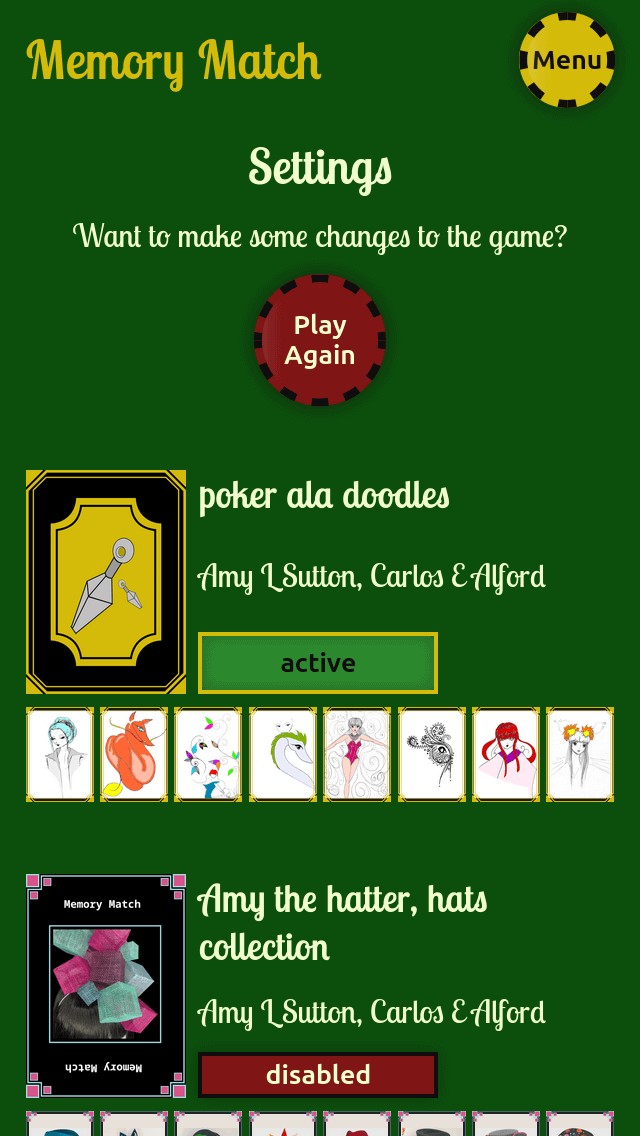 Memory Match
Menu
Settings
Want to make some changes to the game?
Play
Again
poker ala doodles
Amy L Sutton, Carlos E Alford
active
Memory Match
Amy the hatter, hats
collection
Amy L Sutton, Carlos E Alford
Memory Match
disabled